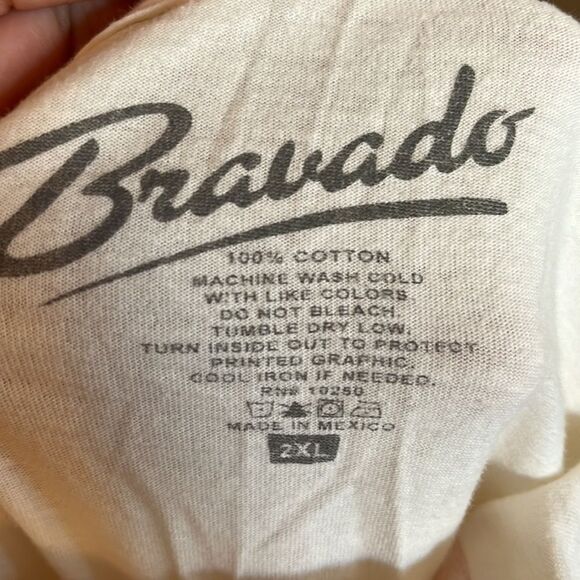 Bravado
100% COTTON
MACHINE WASH COLD
WITH LIKE COLORS.
DO NOT BLEACH.
TUMBLE DRY LOW.
TURN INSIDE OUT TO PROTECT
PRINTED GRAPHIC.
COOL IRON IF NEEDED.
RN# 10260
MADE IN MEXICO
2XL